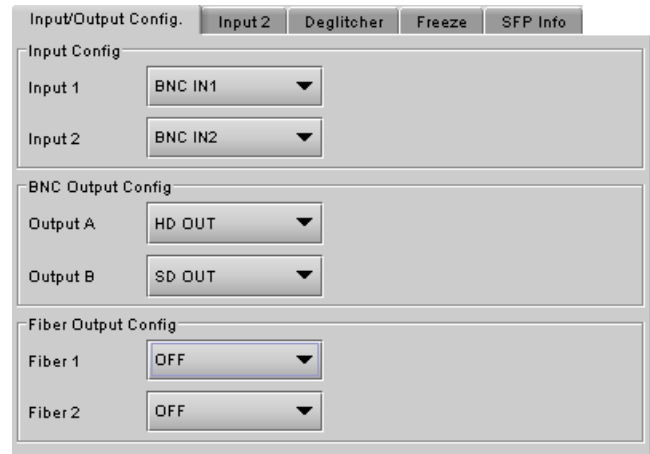 Input/Output Config. Input 2 Deglitcher Freeze SFP Info
Input Config
Input 1 BNC IN1
Input 2 BNC IN2
BNC Output Config
Output A HD OUT
Output B SD OUT
Fiber Output Config
Fiber 1 OFF
Fiber 2 OFF